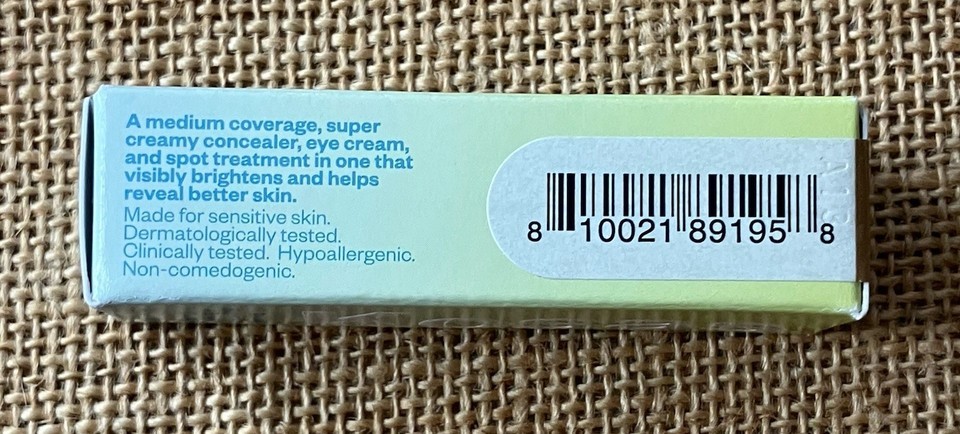 A medium coverage, super
creamy concealer, eye cream,
and spot treatment in one that
visibly brightens and helps
reveal better skin.
Made for sensitive skin.
Dermatologically tested.
Clinically tested. Hypoallergenic.
Non-comedogenic.
8 10021 89195 8